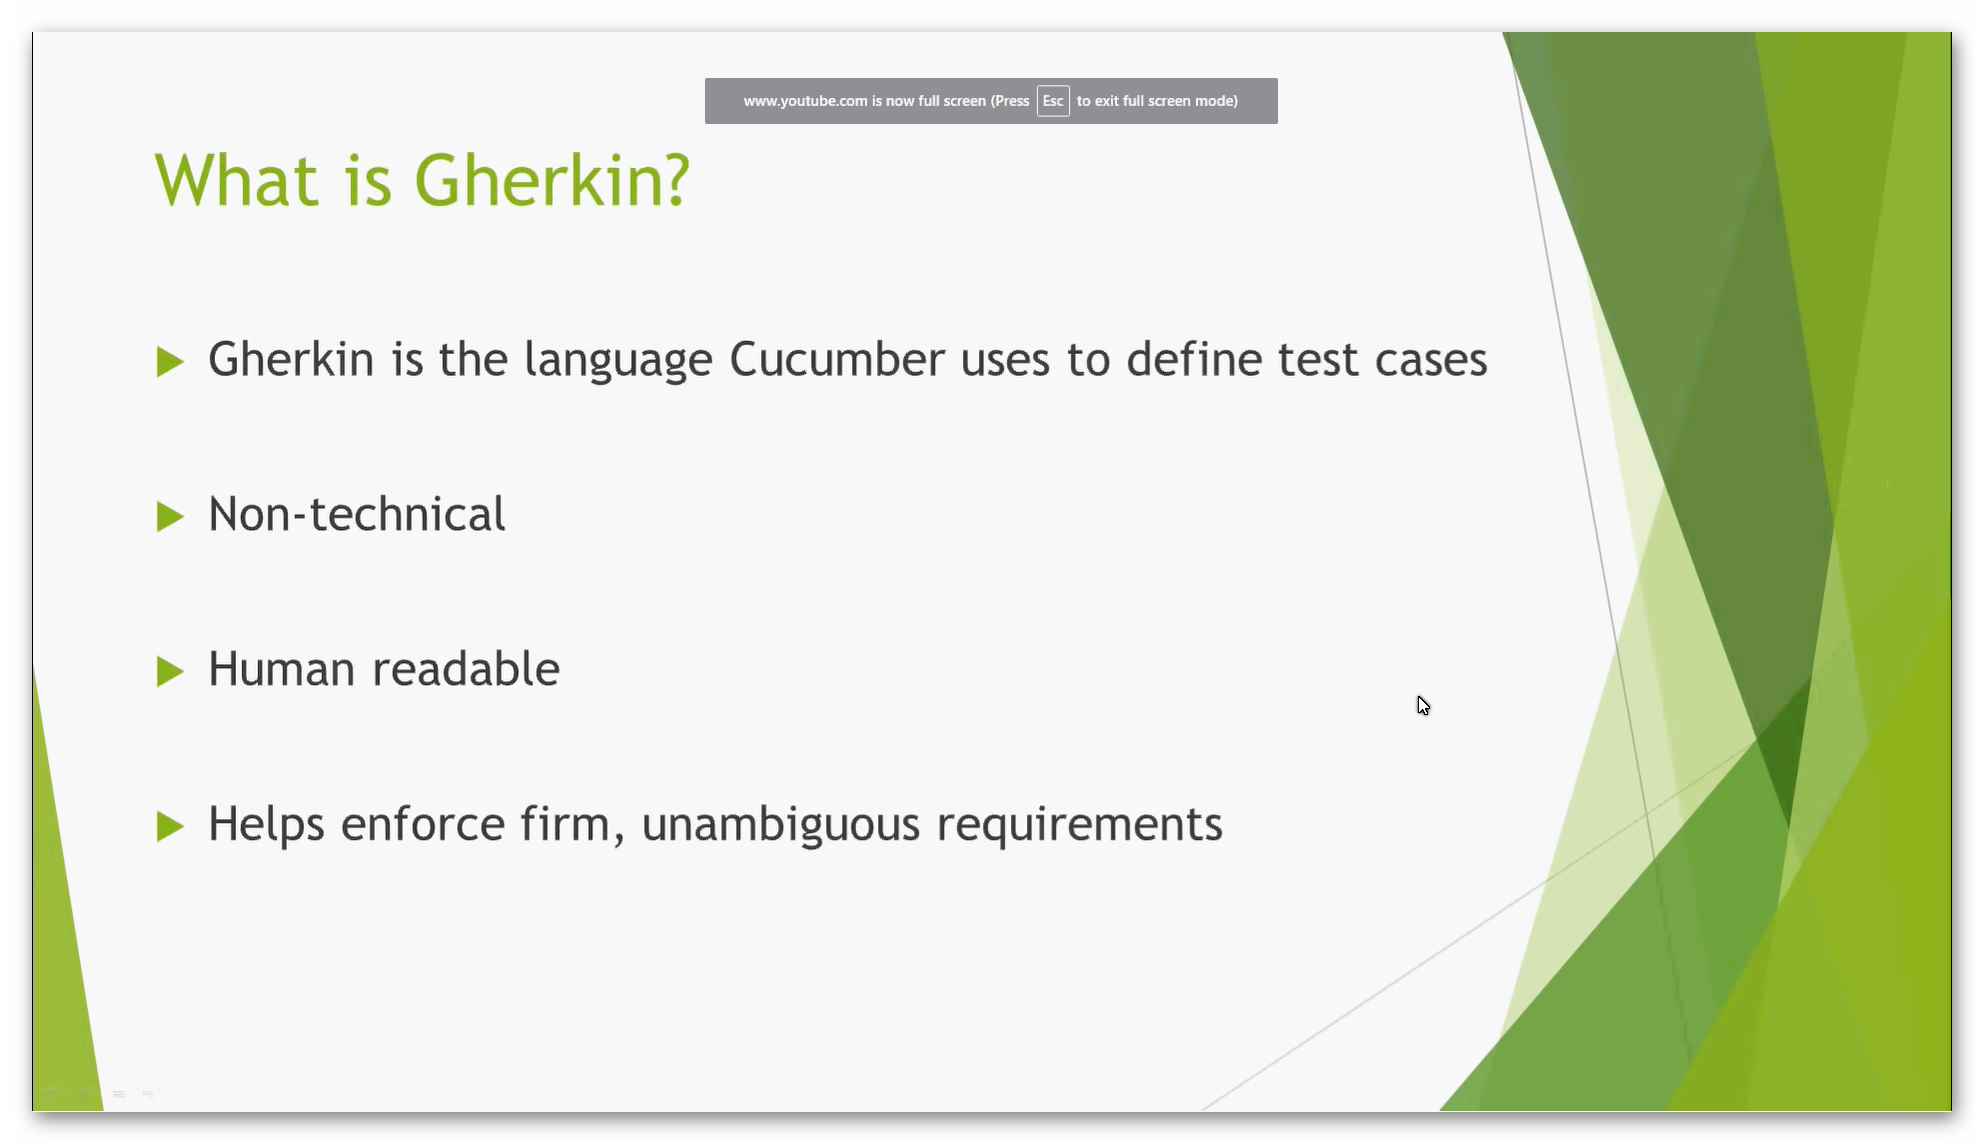 www.youtube.com is now full screen (Press Esc to exit full screen mode)
What is Gherkin?
Gherkin is the language Cucumber uses to define test cases
Non-technical
Human readable
Helps enforce firm, unambiguous requirements